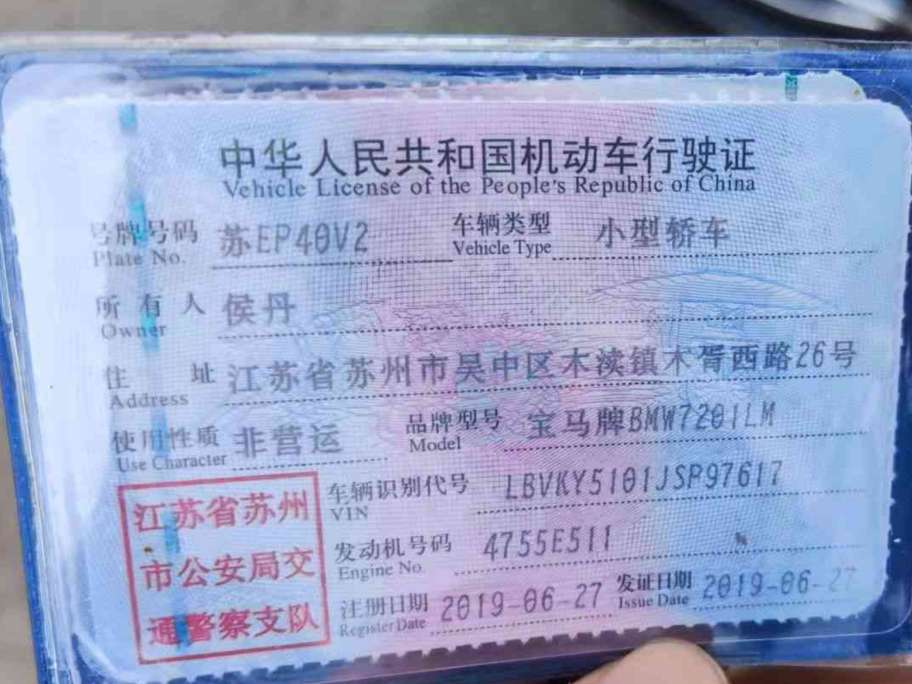 中华人民共和国机动车行驶证
Vehicle License of the People's Republic of China
号牌号码 苏EP40V2 车辆类型 小型轿车
Plate No. Vehicle Type
所有人 侯丹
Owner
住址 江苏省苏州市吴中区木渎镇木胥西路26号
Address
使用性质 非营运 品牌型号 宝马牌BMW7201LM
Use Character Model
车辆识别代号 LBVKY5101JSP97617
VIN
发动机号码 4755E511
Engine No.
注册日期 2019-06-27 发证日期 2019-06-27
Register Date Issue Date
江苏省苏州
市公安局交
通警察支队